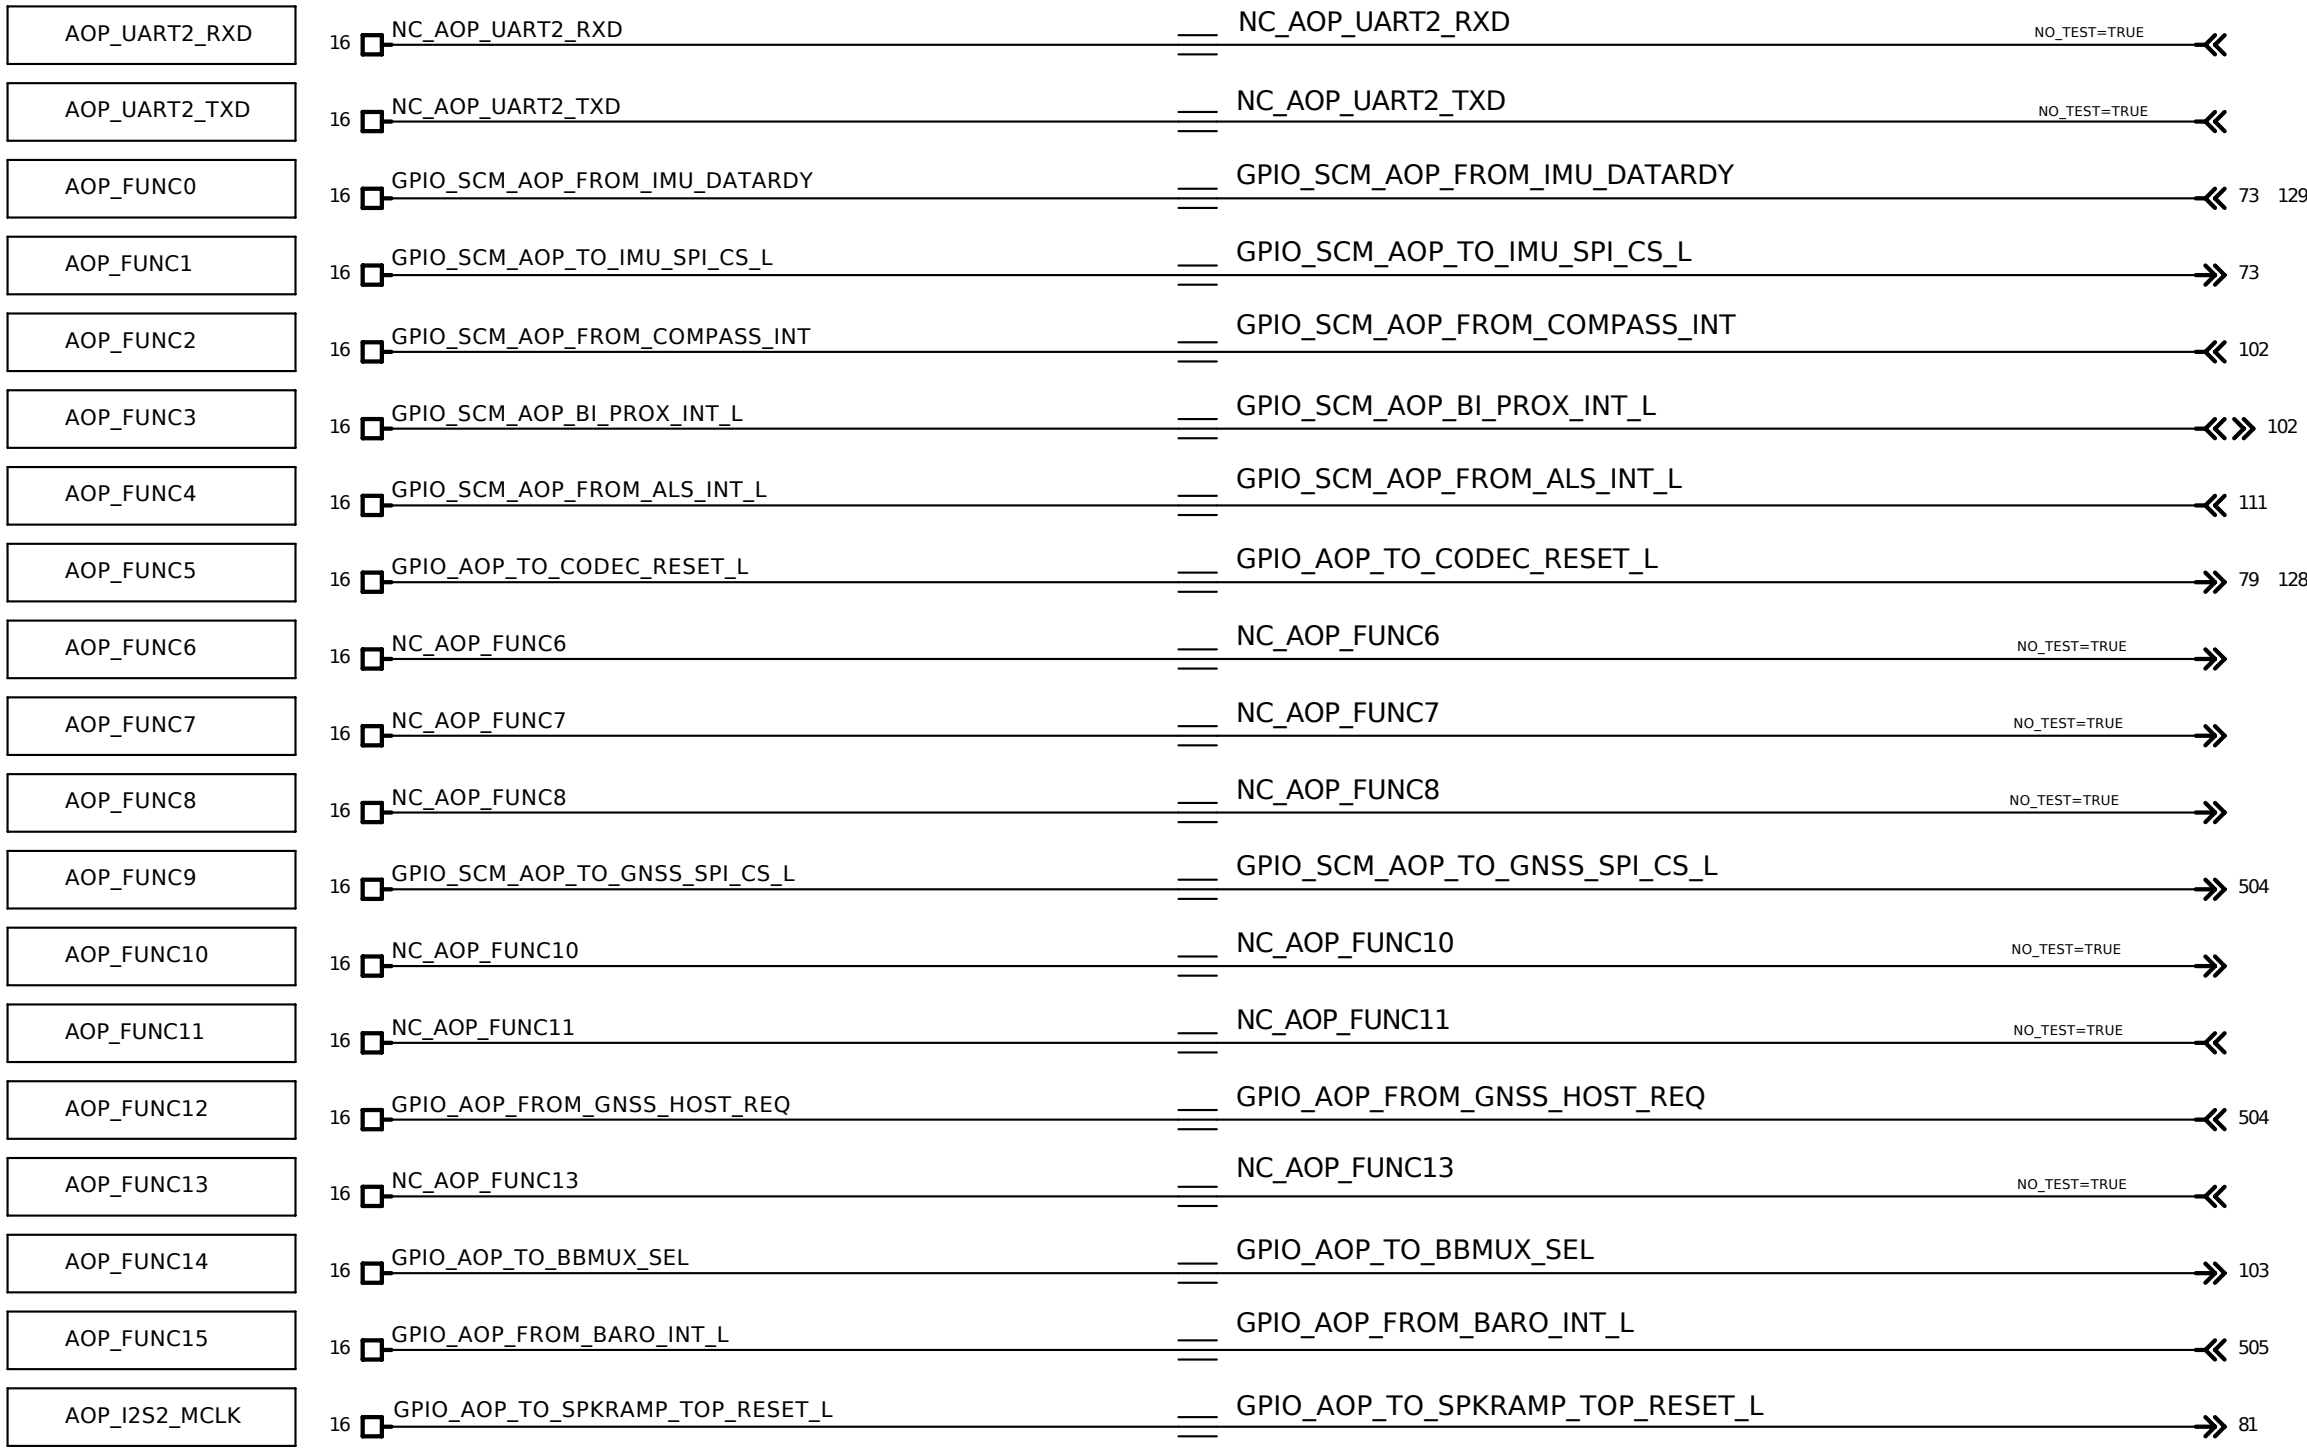 AOP_UART2_RXD 16 NC_AOP_UART2_RXD NC_AOP_UART2_RXD NO_TEST=TRUE
AOP_UART2_TXD 16 NC_AOP_UART2_TXD NC_AOP_UART2_TXD NO_TEST=TRUE
AOP_FUNC0 16 GPIO_SCM_AOP_FROM_IMU_DATARDY GPIO_SCM_AOP_FROM_IMU_DATARDY 73 129
AOP_FUNC1 16 GPIO_SCM_AOP_TO_IMU_SPI_CS_L GPIO_SCM_AOP_TO_IMU_SPI_CS_L 73
AOP_FUNC2 16 GPIO_SCM_AOP_FROM_COMPASS_INT GPIO_SCM_AOP_FROM_COMPASS_INT 102
AOP_FUNC3 16 GPIO_SCM_AOP_BI_PROX_INT_L GPIO_SCM_AOP_BI_PROX_INT_L 102
AOP_FUNC4 16 GPIO_SCM_AOP_FROM_ALS_INT_L GPIO_SCM_AOP_FROM_ALS_INT_L 111
AOP_FUNC5 16 GPIO_AOP_TO_CODEC_RESET_L GPIO_AOP_TO_CODEC_RESET_L 79 128
AOP_FUNC6 16 NC_AOP_FUNC6 NC_AOP_FUNC6 NO_TEST=TRUE
AOP_FUNC7 16 NC_AOP_FUNC7 NC_AOP_FUNC7 NO_TEST=TRUE
AOP_FUNC8 16 NC_AOP_FUNC8 NC_AOP_FUNC8 NO_TEST=TRUE
AOP_FUNC9 16 GPIO_SCM_AOP_TO_GNSS_SPI_CS_L GPIO_SCM_AOP_TO_GNSS_SPI_CS_L 504
AOP_FUNC10 16 NC_AOP_FUNC10 NC_AOP_FUNC10 NO_TEST=TRUE
AOP_FUNC11 16 NC_AOP_FUNC11 NC_AOP_FUNC11 NO_TEST=TRUE
AOP_FUNC12 16 GPIO_AOP_FROM_GNSS_HOST_REQ GPIO_AOP_FROM_GNSS_HOST_REQ 504
AOP_FUNC13 16 NC_AOP_FUNC13 NC_AOP_FUNC13 NO_TEST=TRUE
AOP_FUNC14 16 GPIO_AOP_TO_BBMUX_SEL GPIO_AOP_TO_BBMUX_SEL 103
AOP_FUNC15 16 GPIO_AOP_FROM_BARO_INT_L GPIO_AOP_FROM_BARO_INT_L 505
AOP_I2S2_MCLK 16 GPIO_AOP_TO_SPKRAMP_TOP_RESET_L GPIO_AOP_TO_SPKRAMP_TOP_RESET_L 81